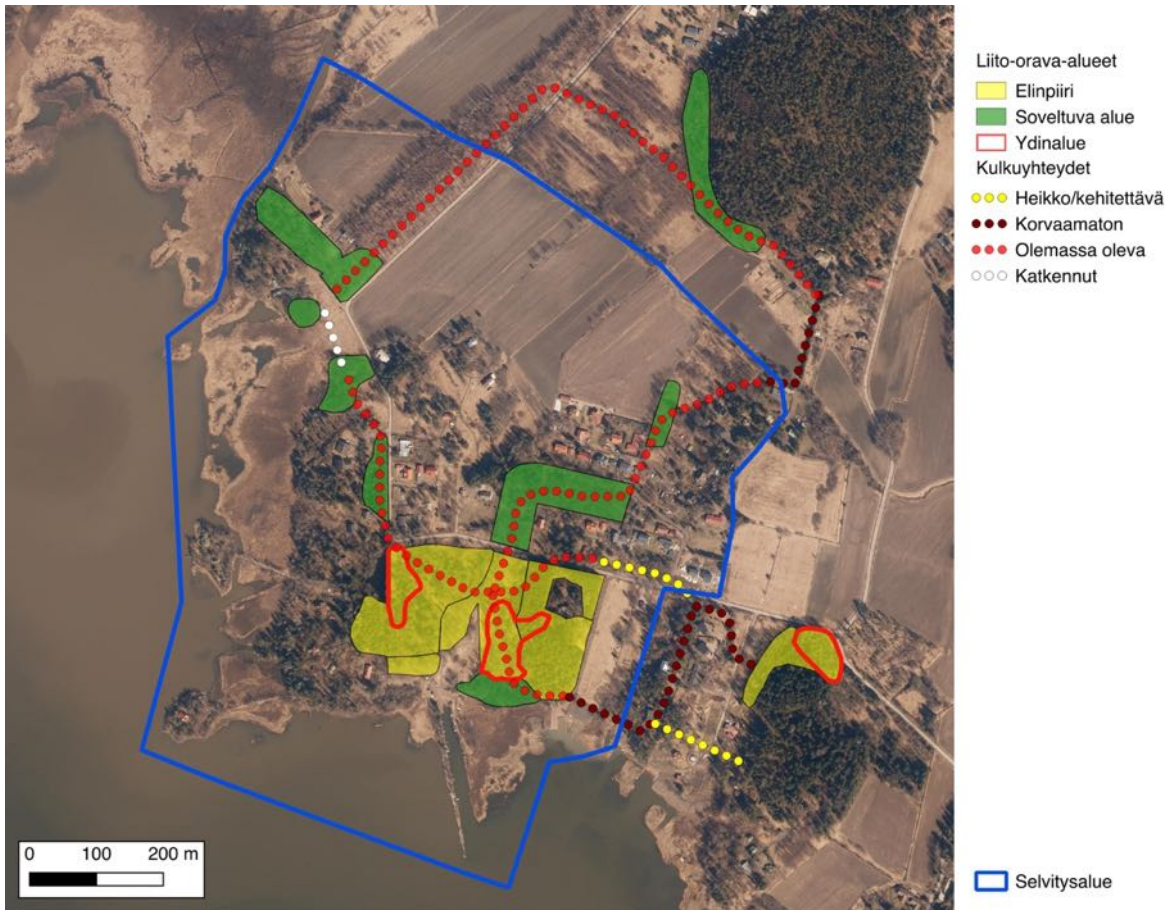 Liito-orava-alueet
Elinpiiri
Soveltuva alue
Ydinalue
Kulkuyhteydet
Heikko/kehitettävä
Korvaamaton
Olemassa oleva
Katkennut
0 100 200 m
Selvitysalue